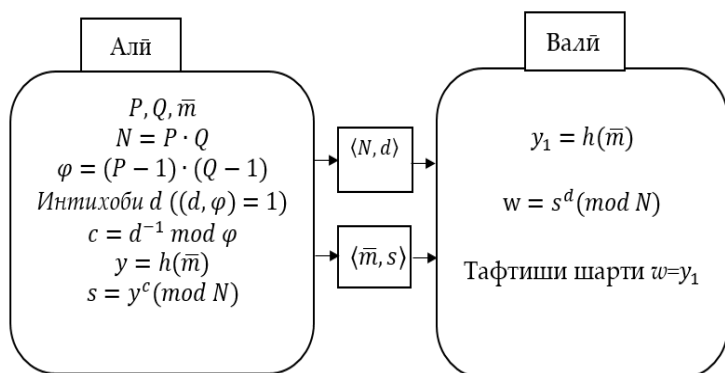 Алӣ
P, Q, m̅
N = P · Q
φ = (P − 1) · (Q − 1)
Интихоби d ((d, φ) = 1)
c = d⁻¹ mod φ
y = h(m̅)
s = yᶜ(mod N)
⟨N, d⟩
⟨m̅, s⟩
Валӣ
y₁ = h(m̅)
w = sᵈ(mod N)
Тафтиши шарти w=y₁